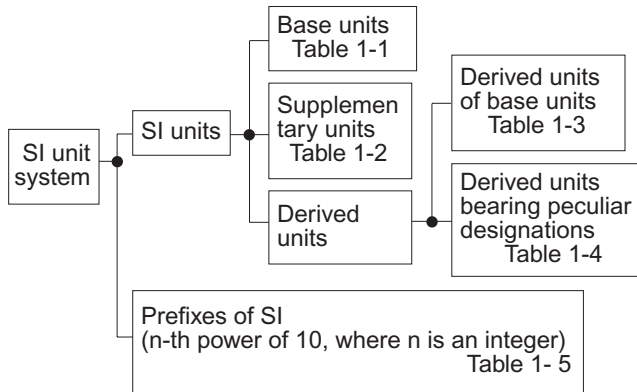 SI unit
system
SI units
Base units
Table 1-1
Supplemen
tary units
Table 1-2
Derived
units
Derived units
of base units
Table 1-3
Derived units
bearing peculiar
designations
Table 1-4
Prefixes of SI
(n-th power of 10, where n is an integer)
Table 1- 5